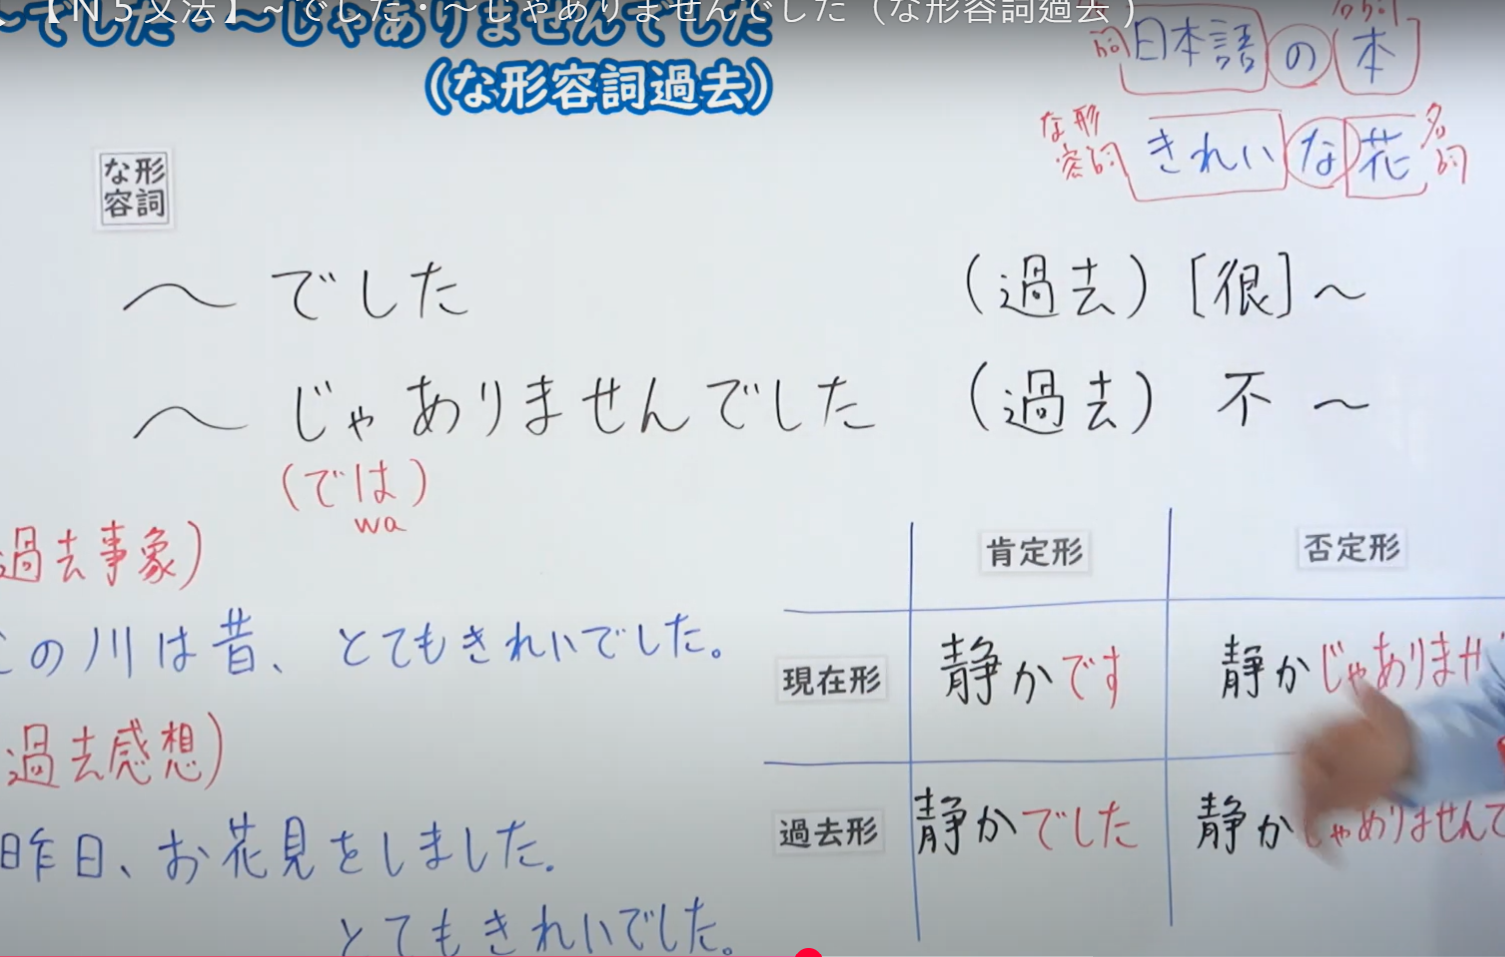 【N5文法】~でした・~じゃありませんでした（な形容詞過去）
~でした・~じゃありませんでした
(な形容詞過去)
日本語の本
な形容詞 きれいな花 名詞
な形容詞
~でした (過去) [很]~
~じゃありませんでした (過去) 不~
(では)
wa
過去事象)
の川は昔、とてもきれいでした。
過去感想)
昨日、お花見をしました。
とてもきれいでした。
肯定形 否定形
現在形 静かです 静かじゃありませ
過去形 静かでした 静かじゃありませんで